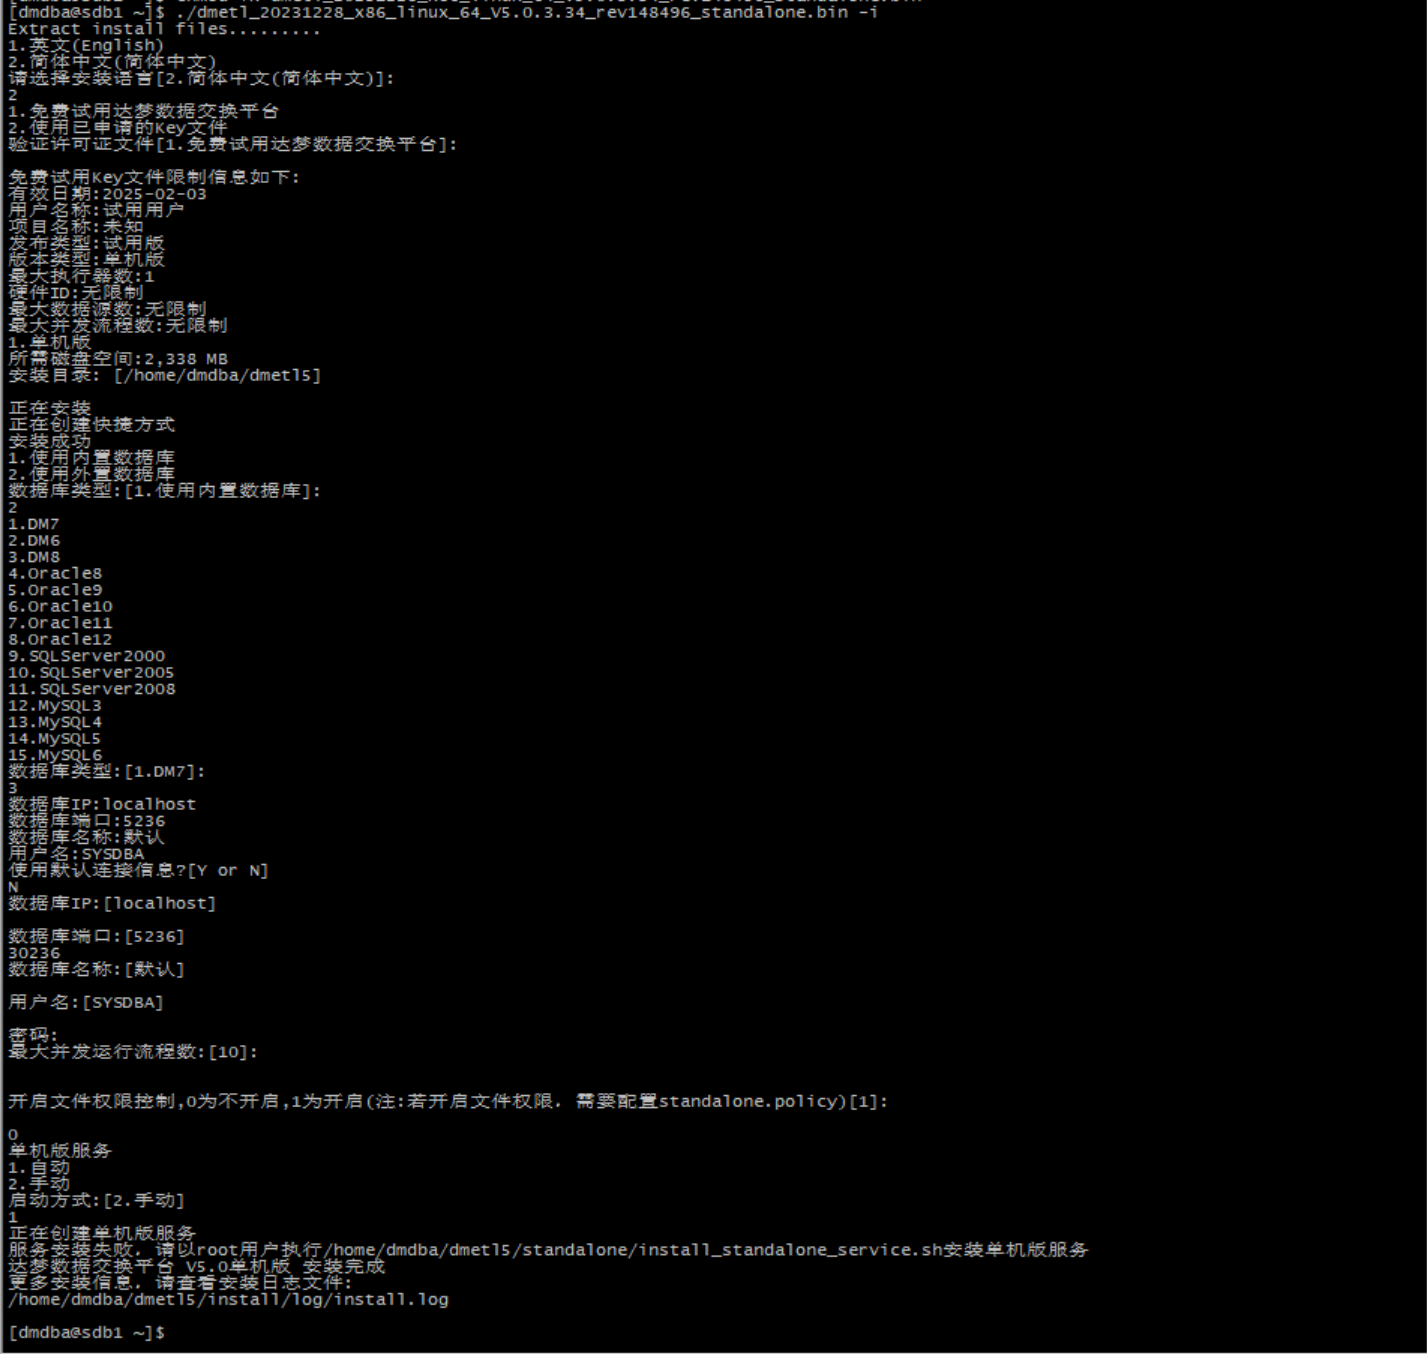 [dmdba@sdb1 ~]$ ./dmetl_20231228_x86_linux_64_V5.0.3.34_rev148496_standalone.bin -i
Extract install files.........
1.英文(English)
2.简体中文(简体中文)
请选择安装语言[2.简体中文(简体中文)]:
2
1.免费试用达梦数据交换平台
2.使用已申请的Key文件
验证许可证文件[1.免费试用达梦数据交换平台]:
免费试用Key文件限制信息如下:
有效日期:2025-02-03
用户名称:试用用户
项目名称:未知
发布类型:试用版
版本类型:单机版
最大执行器数:1
硬件ID:无限制
最大数据源数:无限制
最大并发流程数:无限制
1.单机版
所需磁盘空间:2,338 MB
安装目录: [/home/dmdba/dmetl5]
正在安装
正在创建快捷方式
安装成功
1.使用内置数据库
2.使用外置数据库
数据库类型:[1.使用内置数据库]:
2
1.DM7
2.DM6
3.DM8
4.Oracle8
5.Oracle9
6.Oracle10
7.Oracle11
8.Oracle12
9.SQLServer2000
10.SQLServer2005
11.SQLServer2008
12.MySQL3
13.MySQL4
14.MySQL5
15.MySQL6
数据库类型:[1.DM7]:
3
数据库IP:localhost
数据库端口:5236
数据库名称:默认
用户名:SYSDBA
使用默认连接信息?[Y or N]
N
数据库IP:[localhost]
数据库端口:[5236]
30236
数据库名称:[默认]
用户名:[SYSDBA]
密码:
最大并发运行流程数:[10]:
开启文件权限控制,0为不开启,1为开启(注:若开启文件权限，需要配置standalone.policy)[1]:
0
单机版服务
1.自动
2.手动
启动方式:[2.手动]
1
正在创建单机版服务
服务安装失败，请以root用户执行/home/dmdba/dmetl5/standalone/install_standalone_service.sh安装单机版服务
达梦数据交换平台 V5.0单机版 安装完成
更多安装信息，请查看安装日志文件:
/home/dmdba/dmetl5/install/log/install.log
[dmdba@sdb1 ~]$